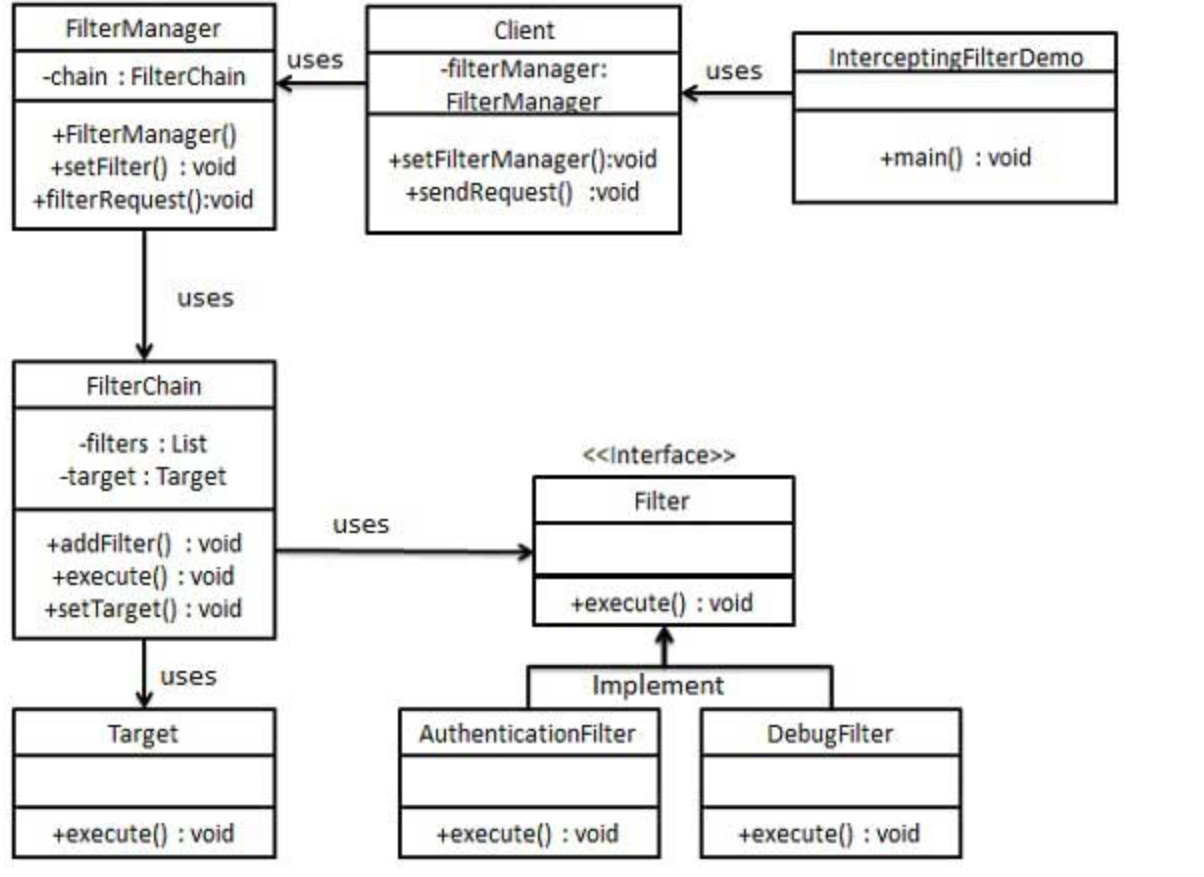 FilterManager
-chain : FilterChain
+FilterManager()
+setFilter() : void
+filterRequest():void
uses
Client
-filterManager:
FilterManager
+setFilterManager():void
+sendRequest() :void
uses
InterceptingFilterDemo
+main() : void
uses
FilterChain
-filters : List
-target : Target
+addFilter() : void
+execute() : void
+setTarget() : void
uses
<<Interface>>
Filter
+execute() : void
uses
Implement
Target
+execute() : void
AuthenticationFilter
+execute() : void
DebugFilter
+execute() : void